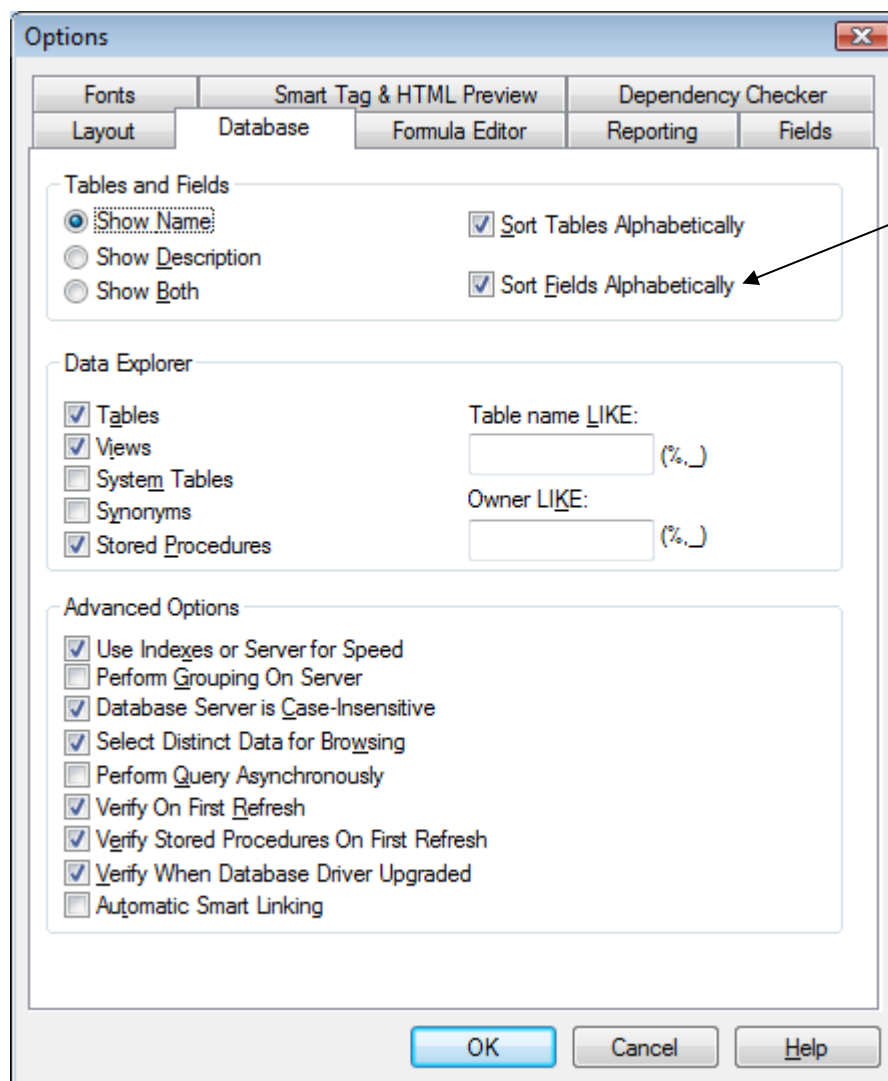 Options
Fonts Smart Tag & HTML Preview Dependency Checker
Layout Database Formula Editor Reporting Fields
Tables and Fields
Show Name
Sort Tables Alphabetically
Show Description
Sort Fields Alphabetically
Show Both
Data Explorer
Tables
Views
System Tables
Synonyms
Stored Procedures
Table name LIKE:
(%,_)
Owner LIKE:
(%,_)
Advanced Options
Use Indexes or Server for Speed
Perform Grouping On Server
Database Server is Case-Insensitive
Select Distinct Data for Browsing
Perform Query Asynchronously
Verify On First Refresh
Verify Stored Procedures On First Refresh
Verify When Database Driver Upgraded
Automatic Smart Linking
OK Cancel Help